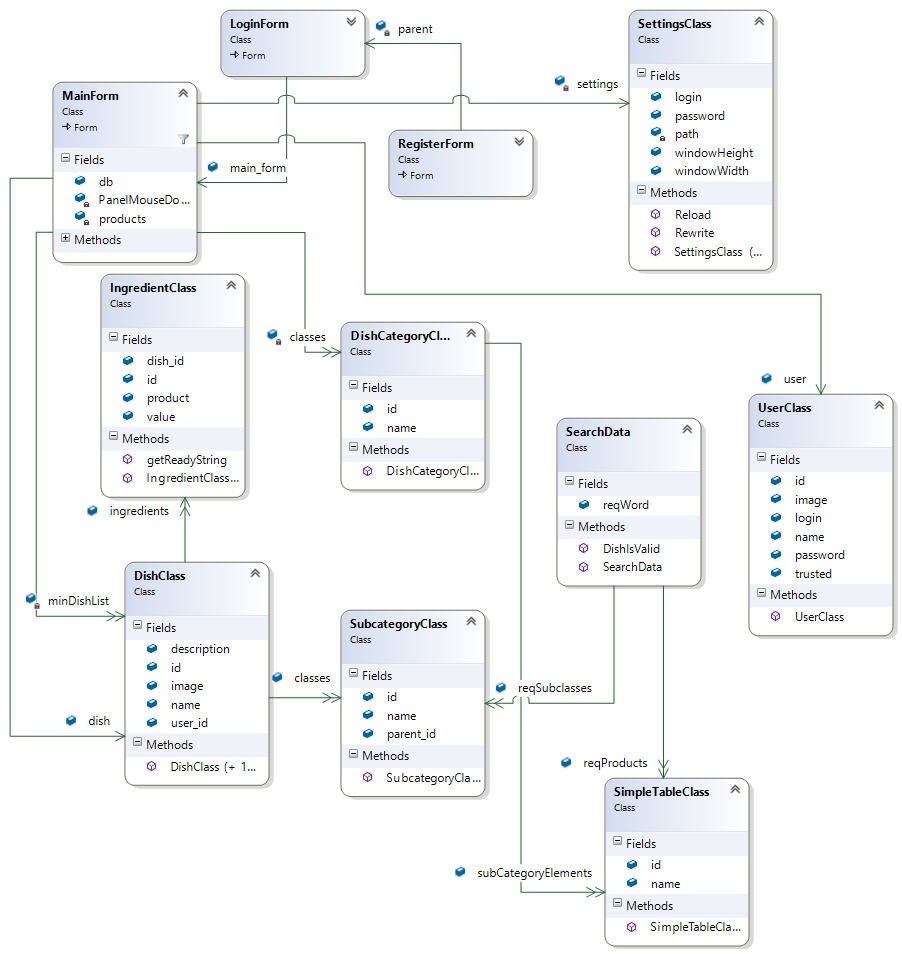 LoginForm
Class
Form
parent
SettingsClass
Class
Fields
login
password
path
windowHeight
windowWidth
Methods
Reload
Rewrite
SettingsClass (...
settings
MainForm
Class
Form
Fields
db
PanelMouseDo...
products
Methods
main_form
RegisterForm
Class
Form
IngredientClass
Class
Fields
dish_id
id
product
value
Methods
getReadyString
IngredientClass...
classes
DishCategoryCl...
Class
Fields
id
name
Methods
DishCategoryCl...
user
UserClass
Class
Fields
id
image
login
name
password
trusted
Methods
UserClass
SearchData
Class
Fields
reqWord
Methods
DishIsValid
SearchData
ingredients
DishClass
Class
Fields
description
id
image
name
user_id
Methods
DishClass (+ 1...
minDishList
dish
classes
SubcategoryClass
Class
Fields
id
name
parent_id
Methods
SubcategoryCla...
reqSubclasses
reqProducts
SimpleTableClass
Class
Fields
id
name
Methods
SimpleTableCla...
subCategoryElements